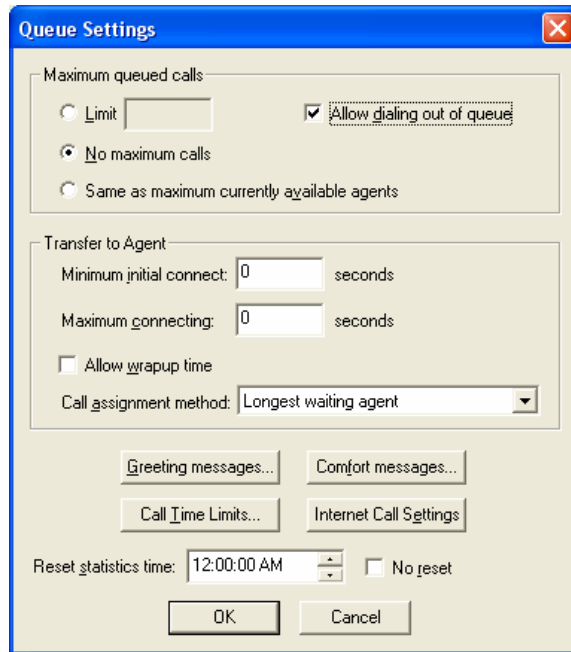 Queue Settings
Maximum queued calls
Limit
Allow dialing out of queue
No maximum calls
Same as maximum currently available agents
Transfer to Agent
Minimum initial connect: 0 seconds
Maximum connecting: 0 seconds
Allow wrapup time
Call assignment method: Longest waiting agent
Greeting messages... Comfort messages...
Call Time Limits... Internet Call Settings
Reset statistics time: 12:00:00 AM No reset
OK Cancel